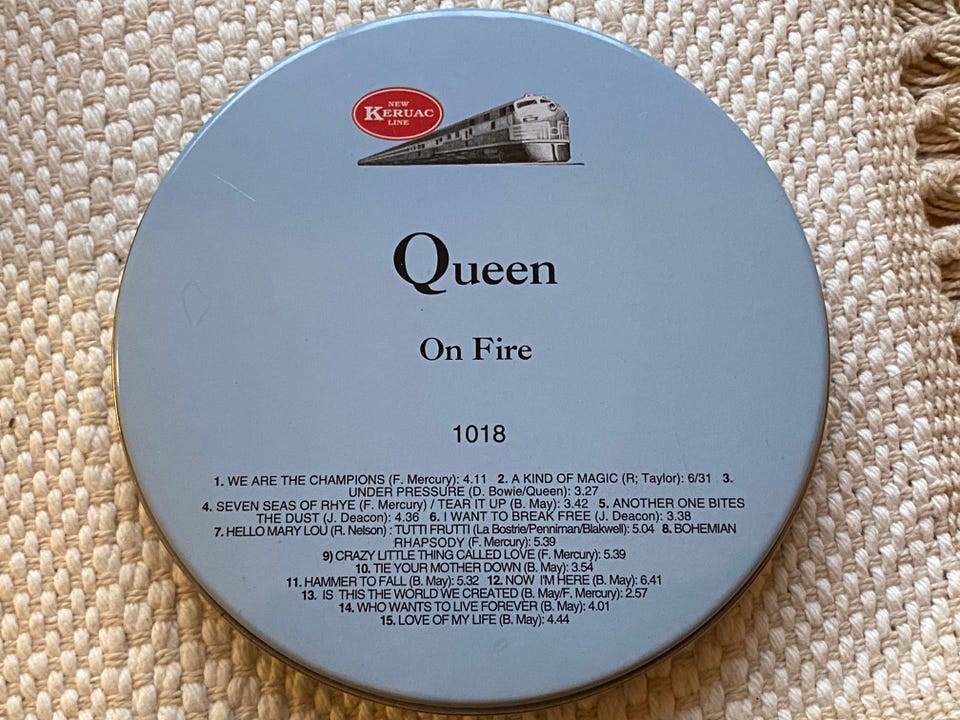 NEW
KERUAC
LINE
Queen
On Fire
1018
1. WE ARE THE CHAMPIONS (F. Mercury): 4.11 2. A KIND OF MAGIC (R; Taylor): 6/31 3.
UNDER PRESSURE (D. Bowie/Queen): 3.27
4. SEVEN SEAS OF RHYE (F. Mercury) / TEAR IT UP (B. May): 3.42 5. ANOTHER ONE BITES
THE DUST (J. Deacon): 4.36 6. I WANT TO BREAK FREE (J. Deacon): 3.38
7. HELLO MARY LOU (R. Nelson) : TUTTI FRUTTI (La Bostrie/Penniman/Blakwell): 5.04 8. BOHEMIAN
RHAPSODY (F. Mercury): 5.39
9) CRAZY LITTLE THING CALLED LOVE (F. Mercury): 5.39
10. TIE YOUR MOTHER DOWN (B. May): 3.54
11. HAMMER TO FALL (B. May): 5.32 12. NOW I'M HERE (B. May): 6.41
13. IS THIS THE WORLD WE CREATED (B. May/F. Mercury): 2.57
14. WHO WANTS TO LIVE FOREVER (B. May): 4.01
15. LOVE OF MY LIFE (B. May): 4.44